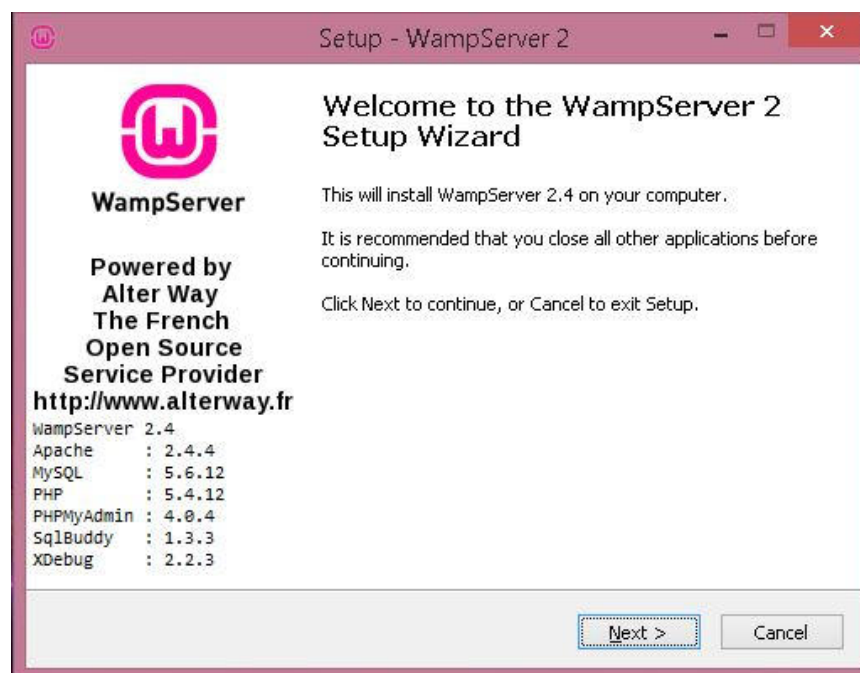 Setup - WampServer 2
WampServer
Powered by
Alter Way
The French
Open Source
Service Provider
http://www.alterway.fr
WampServer 2.4
Apache : 2.4.4
MySQL : 5.6.12
PHP : 5.4.12
PHPMyAdmin : 4.0.4
SqlBuddy : 1.3.3
XDebug : 2.2.3
Welcome to the WampServer 2
Setup Wizard
This will install WampServer 2.4 on your computer.
It is recommended that you close all other applications before
continuing.
Click Next to continue, or Cancel to exit Setup.
Next >
Cancel